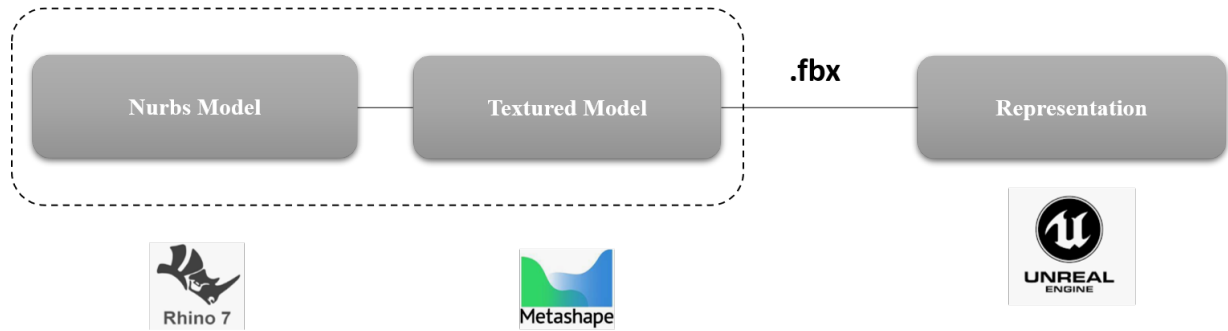 Nurbs Model
Textured Model
.fbx
Representation
Rhino 7
Metashape
UNREAL
ENGINE